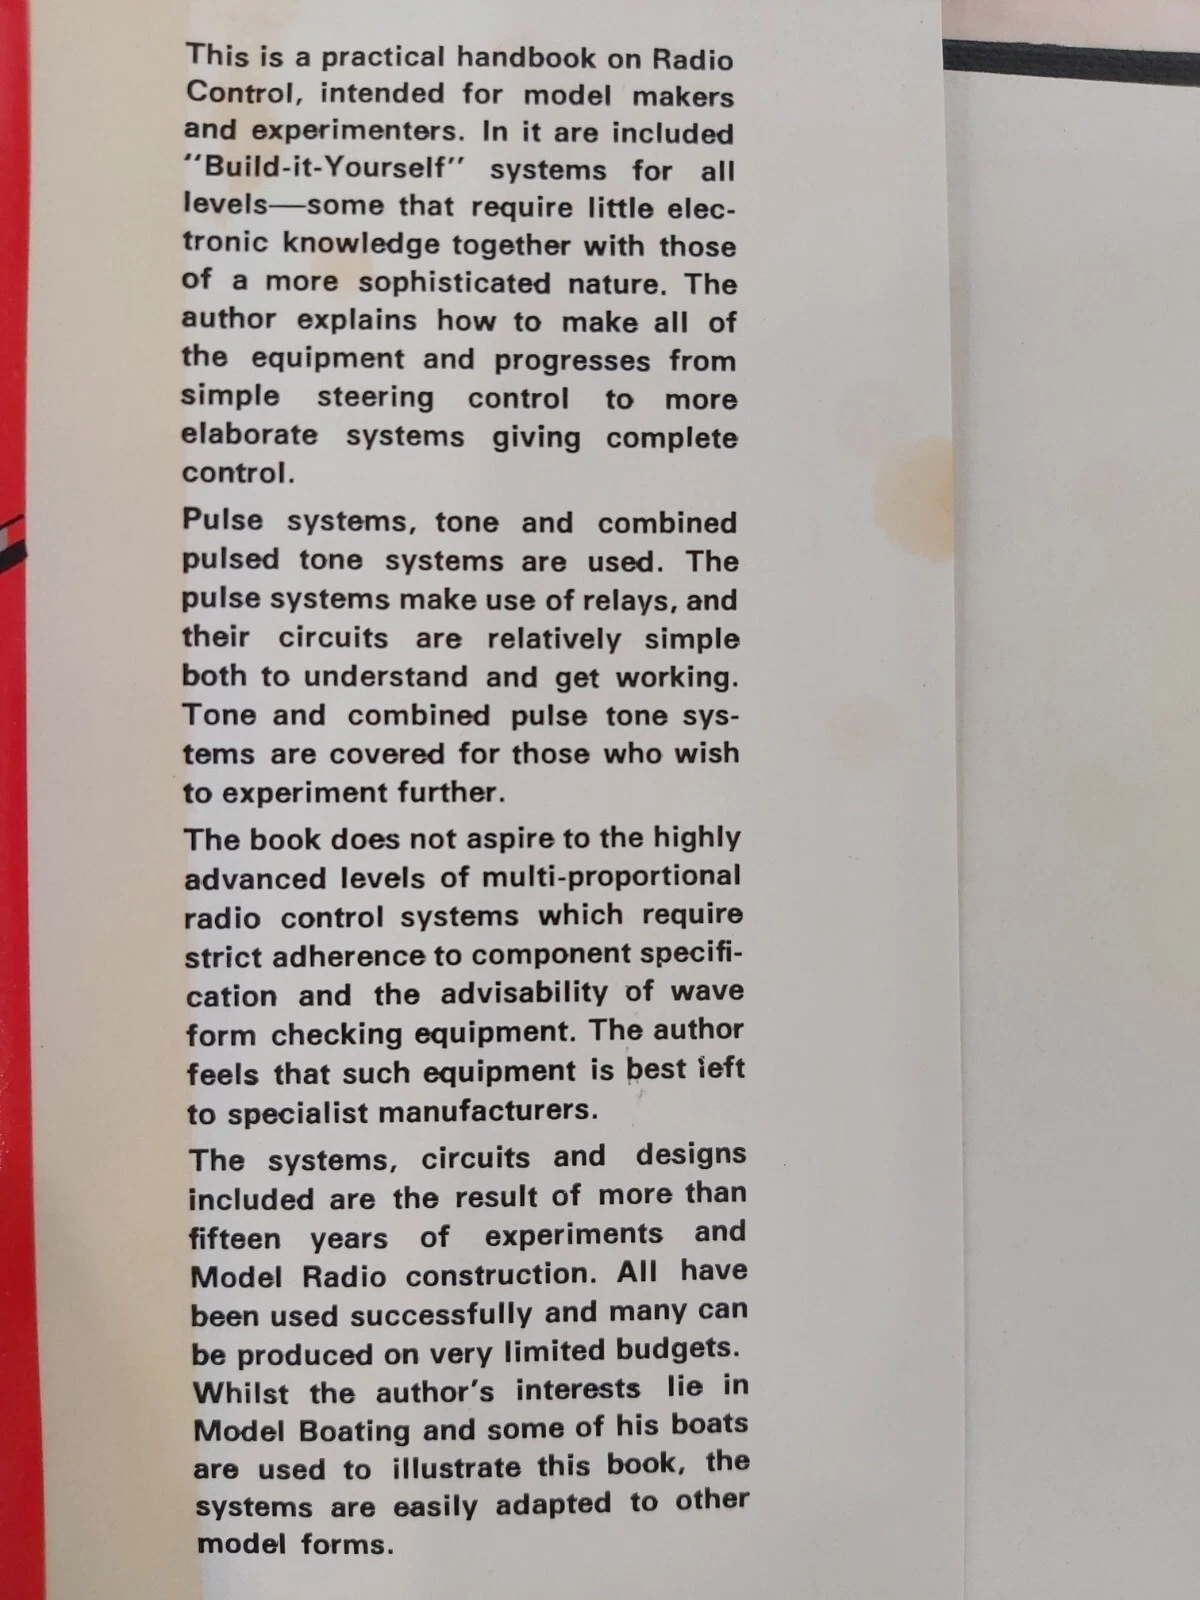 This is a practical handbook on Radio
Control, intended for model makers
and experimenters. In it are included
"Build-it-Yourself" systems for all
levels—some that require little elec-
tronic knowledge together with those
of a more sophisticated nature. The
author explains how to make all of
the equipment and progresses from
simple steering control to more
elaborate systems giving complete
control.
Pulse systems, tone and combined
pulsed tone systems are used. The
pulse systems make use of relays, and
their circuits are relatively simple
both to understand and get working.
Tone and combined pulse tone sys-
tems are covered for those who wish
to experiment further.
The book does not aspire to the highly
advanced levels of multi-proportional
radio control systems which require
strict adherence to component specifi-
cation and the advisability of wave
form checking equipment. The author
feels that such equipment is best left
to specialist manufacturers.
The systems, circuits and designs
included are the result of more than
fifteen years of experiments and
Model Radio construction. All have
been used successfully and many can
be produced on very limited budgets.
Whilst the author's interests lie in
Model Boating and some of his boats
are used to illustrate this book, the
systems are easily adapted to other
model forms.